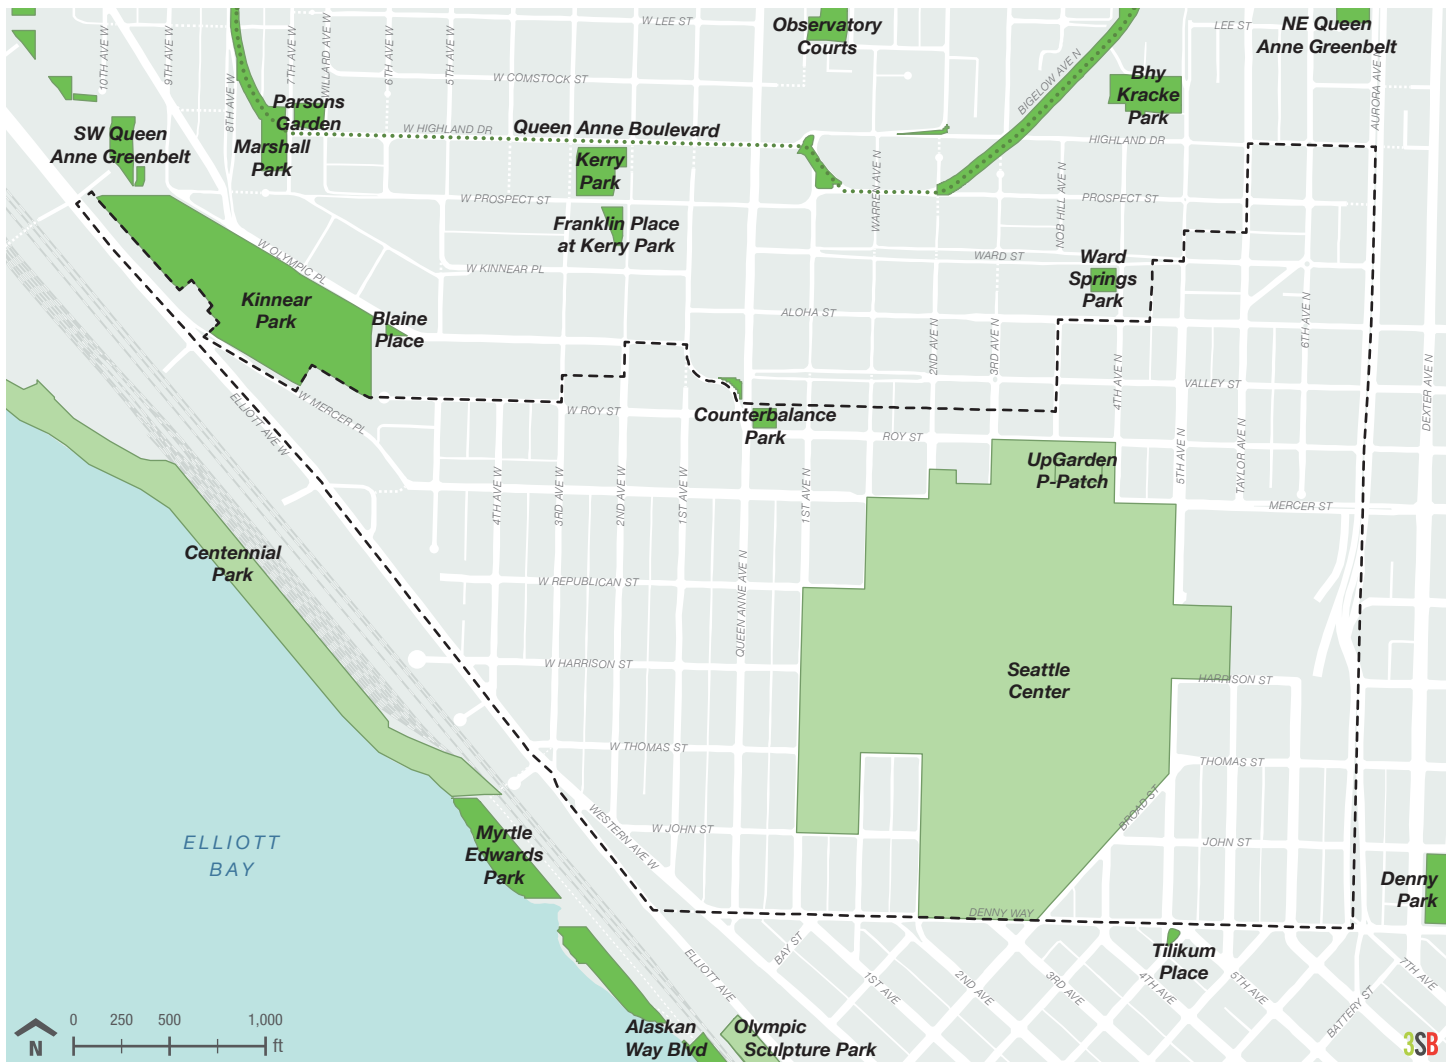 W LEE ST
Observatory
Courts
LEE ST
NE Queen
Anne Greenbelt
10TH AVE W
9TH AVE W
8TH AVE W
7TH AVE W
WILLARD AVE W
6TH AVE W
5TH AVE W
W COMSTOCK ST
BIGELOW AVE N
Bhy
Kracke
Park
AURORA AVE N
Parsons
Garden
SW Queen
Anne Greenbelt
Marshall
Park
W HIGHLAND DR
Queen Anne Boulevard
HIGHLAND DR
Kerry
Park
WARREN AVE N
NOB HILL AVE N
W PROSPECT ST
PROSPECT ST
Franklin Place
at Kerry Park
W OLYMPIC PL
W KINNEAR PL
WARD ST
Ward
Springs
Park
Kinnear
Park
Blaine
Place
ALOHA ST
2ND AVE N
3RD AVE N
4TH AVE N
6TH AVE N
VALLEY ST
DEXTER AVE N
ELLIOTT AVE W
W MERCER PL
W ROY ST
Counterbalance
Park
ROY ST
UpGarden
P-Patch
5TH AVE N
TAYLOR AVE N
MERCER ST
4TH AVE W
3RD AVE W
2ND AVE W
1ST AVE W
1ST AVE N
Centennial
Park
W REPUBLICAN ST
QUEEN ANNE AVE N
W HARRISON ST
Seattle
Center
HARRISON ST
W THOMAS ST
THOMAS ST
WESTERN AVE W
W JOHN ST
BROAD ST
JOHN ST
ELLIOTT
BAY
Myrtle
Edwards
Park
Denny
Park
DENNY WAY
BAY ST
Tilikum
Place
ELLIOTT AVE
1ST AVE
2ND AVE
3RD AVE
4TH AVE
5TH AVE
7TH AVE
BATTERY ST
Alaskan
Way Blvd
Olympic
Sculpture Park
0 250 500 1,000
ft
N
3SB